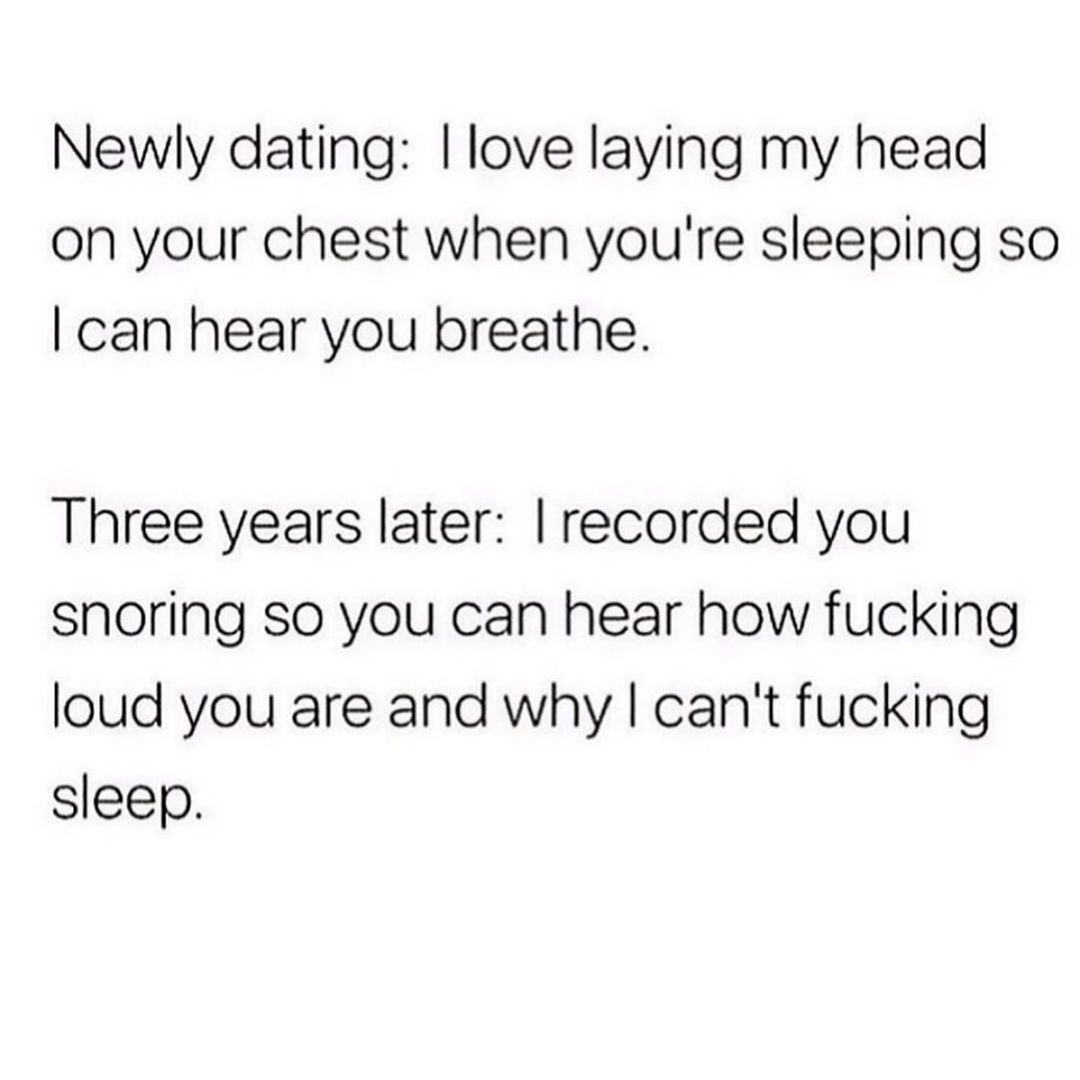 Newly dating: I love laying my head
on your chest when you're sleeping so
I can hear you breathe.
Three years later: I recorded you
snoring so you can hear how fucking
loud you are and why I can't fucking
sleep.